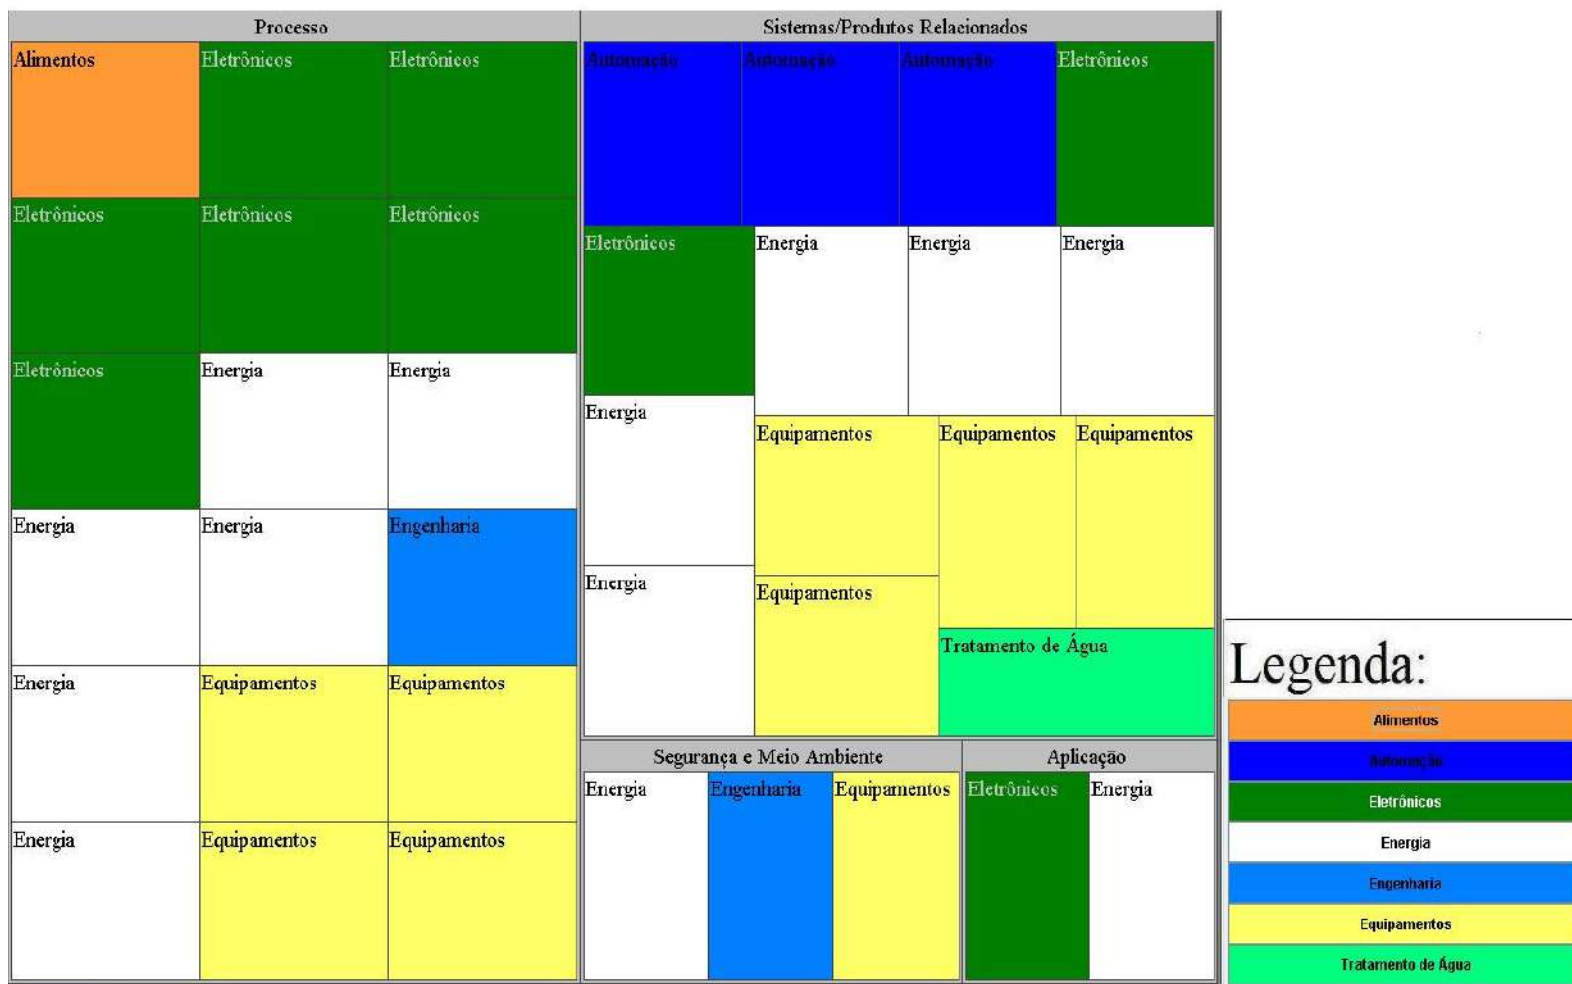 Processo
Alimentos Eletrônicos Eletrônicos
Eletrônicos Eletrônicos Eletrônicos
Eletrônicos Energia Energia
Energia Energia Engenharia
Energia Equipamentos Equipamentos
Energia Equipamentos Equipamentos
Sistemas/Produtos Relacionados
Automação Automação Automação Eletrônicos
Eletrônicos Energia Energia Energia
Energia
Equipamentos Equipamentos Equipamentos
Energia
Equipamentos
Tratamento de Água
Segurança e Meio Ambiente
Energia Engenharia Equipamentos
Aplicação
Eletrônicos Energia
Legenda:
Alimentos
Automação
Eletrônicos
Energia
Engenharia
Equipamentos
Tratamento de Água